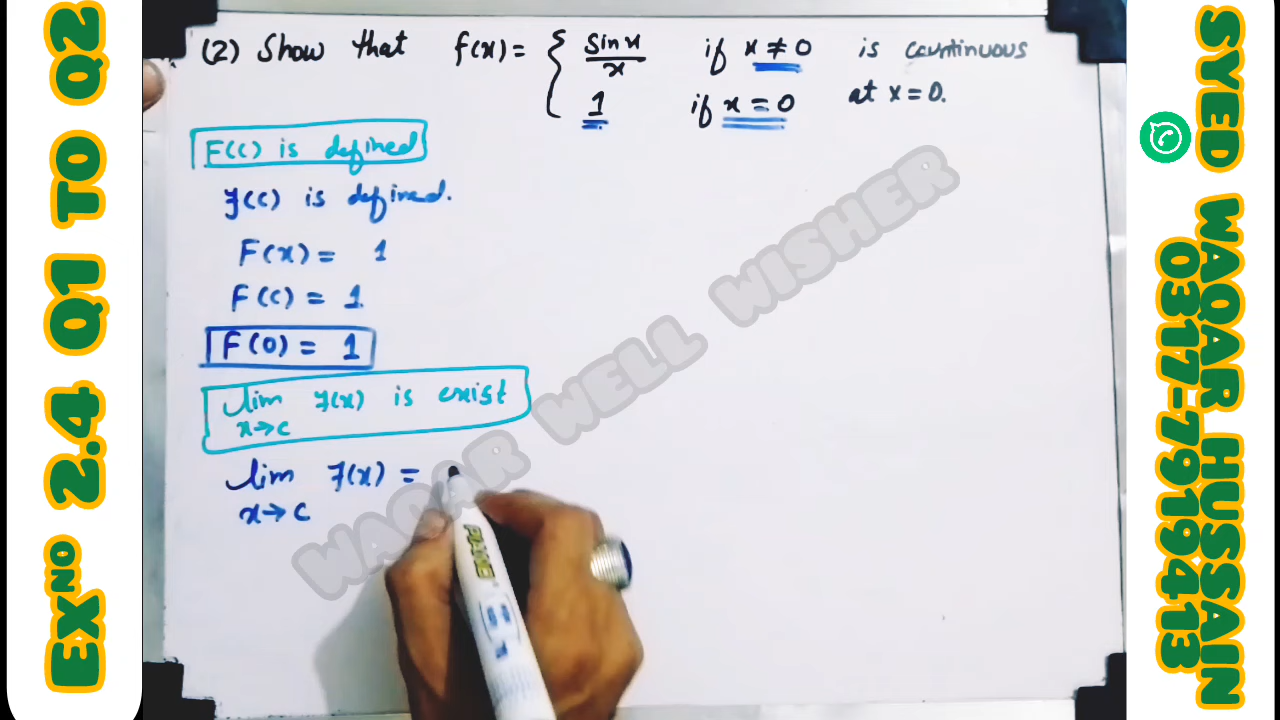 Ex NO 2.4 Q1 TO Q2
(2) Show that f(x) = { sin x / x if x ≠ 0 is continuous
1 if x = 0 at x = 0.
F(C) is defined
f(c) is defined.
F(x) = 1
F(C) = 1
F(0) = 1
lim f(x) is exist
x→c
lim f(x) =
x→c
WAQAR WELL WISHER
SYED WAQAR HUSSAIN
0317-7919413